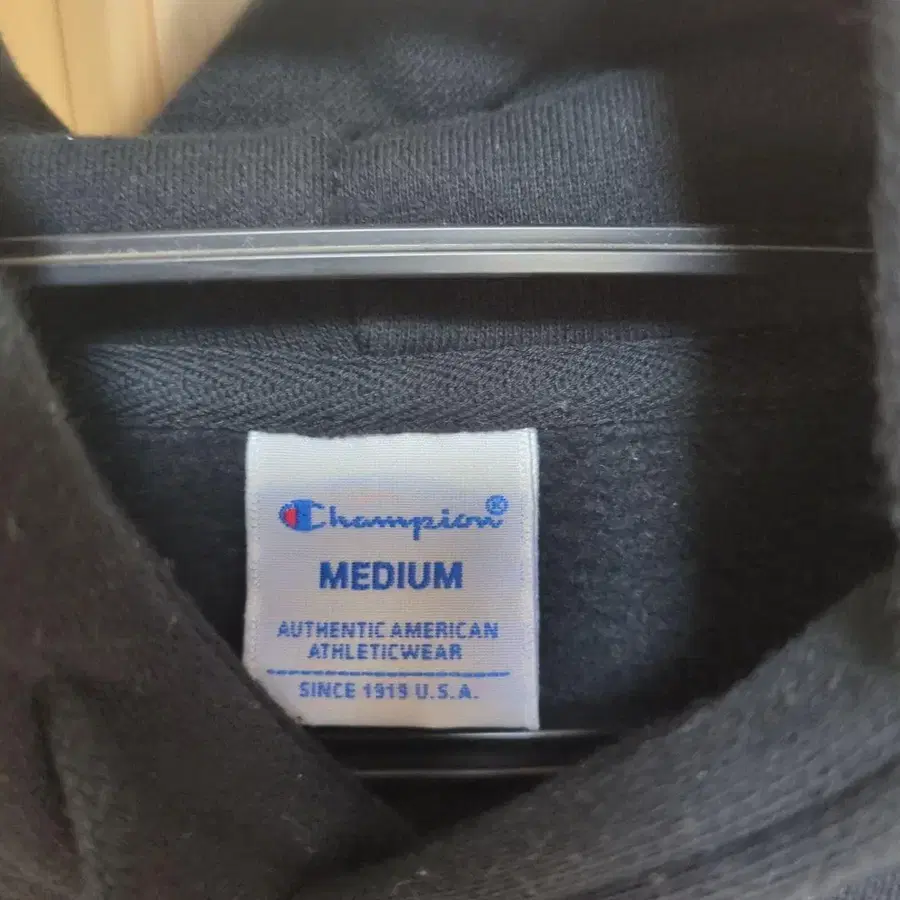 Champion®
MEDIUM
AUTHENTIC AMERICAN
ATHLETICWEAR
SINCE 1919 U.S.A.